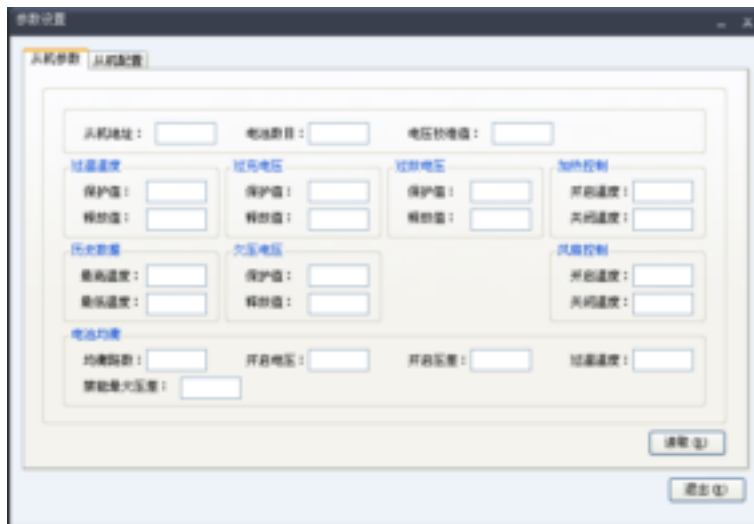 参数设置
从机参数 从机配置
从机地址： 电池数目： 电压校准值：
过温温度 过充电压 过放电压 加热控制
保护值： 保护值： 保护值： 开启温度：
释放值： 释放值： 释放值： 关闭温度：
历史数据 欠压电压 风扇控制
最高温度： 保护值： 开启温度：
最低温度： 释放值： 关闭温度：
电池均衡
均衡路数： 开启电压： 开启压差： 过温温度：
禁能最大压差：
读取
退出